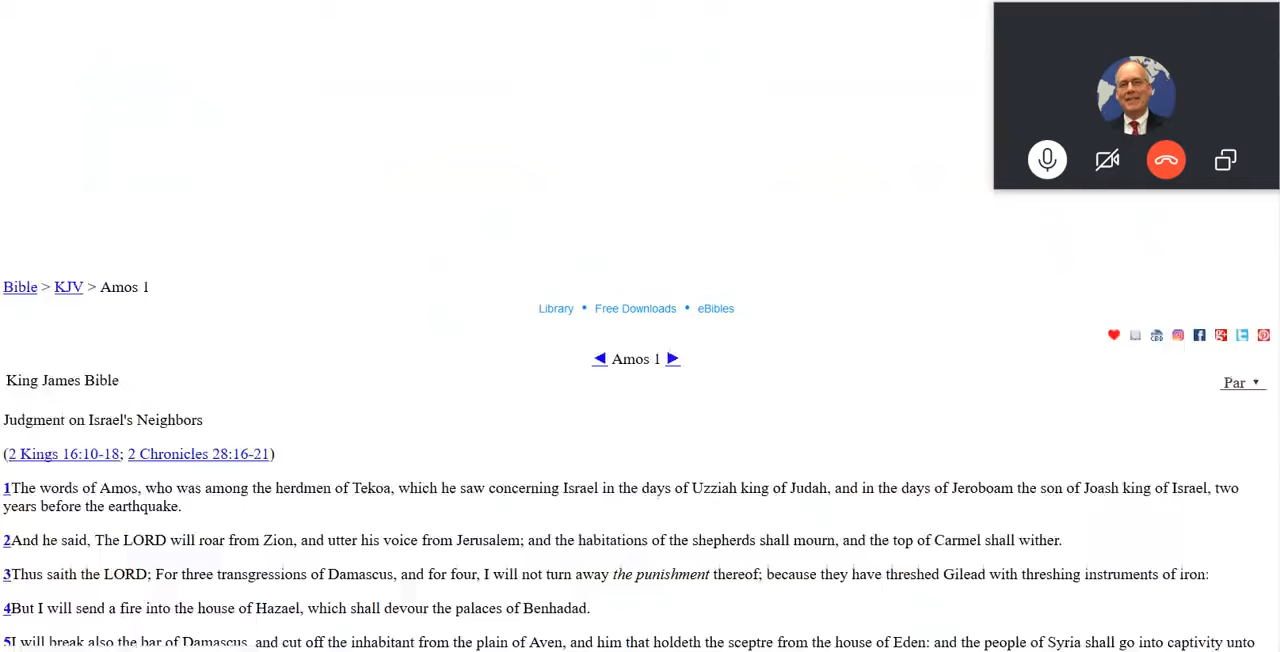 Bible > KJV > Amos 1
Library • Free Downloads • eBibles
◄ Amos 1 ►
King James Bible
Par ▼
Judgment on Israel's Neighbors
(2 Kings 16:10-18; 2 Chronicles 28:16-21)
1The words of Amos, who was among the herdmen of Tekoa, which he saw concerning Israel in the days of Uzziah king of Judah, and in the days of Jeroboam the son of Joash king of Israel, two
years before the earthquake.
2And he said, The LORD will roar from Zion, and utter his voice from Jerusalem; and the habitations of the shepherds shall mourn, and the top of Carmel shall wither.
3Thus saith the LORD; For three transgressions of Damascus, and for four, I will not turn away the punishment thereof; because they have threshed Gilead with threshing instruments of iron:
4But I will send a fire into the house of Hazael, which shall devour the palaces of Benhadad.
5I will break also the bar of Damascus, and cut off the inhabitant from the plain of Aven, and him that holdeth the sceptre from the house of Eden: and the people of Syria shall go into captivity unto